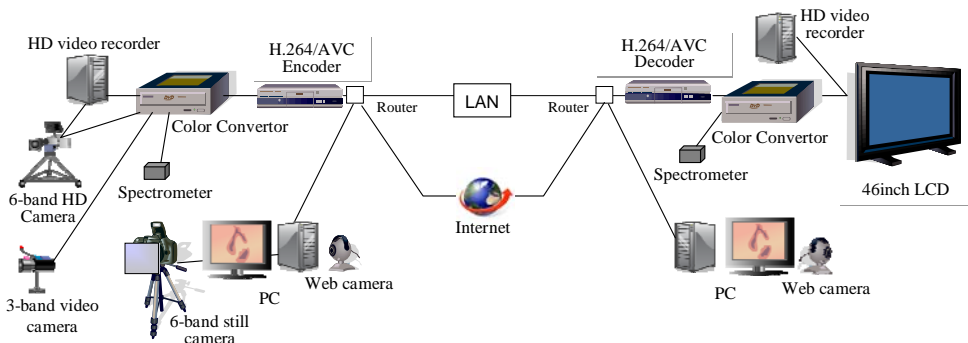 HD video recorder
H.264/AVC
Encoder
Color Convertor
Router
LAN
Router
H.264/AVC
Decoder
HD video
recorder
Color Convertor
6-band HD
Camera
Spectrometer
Spectrometer
46inch LCD
Internet
3-band video
camera
6-band still
camera
PC
Web camera
PC
Web camera